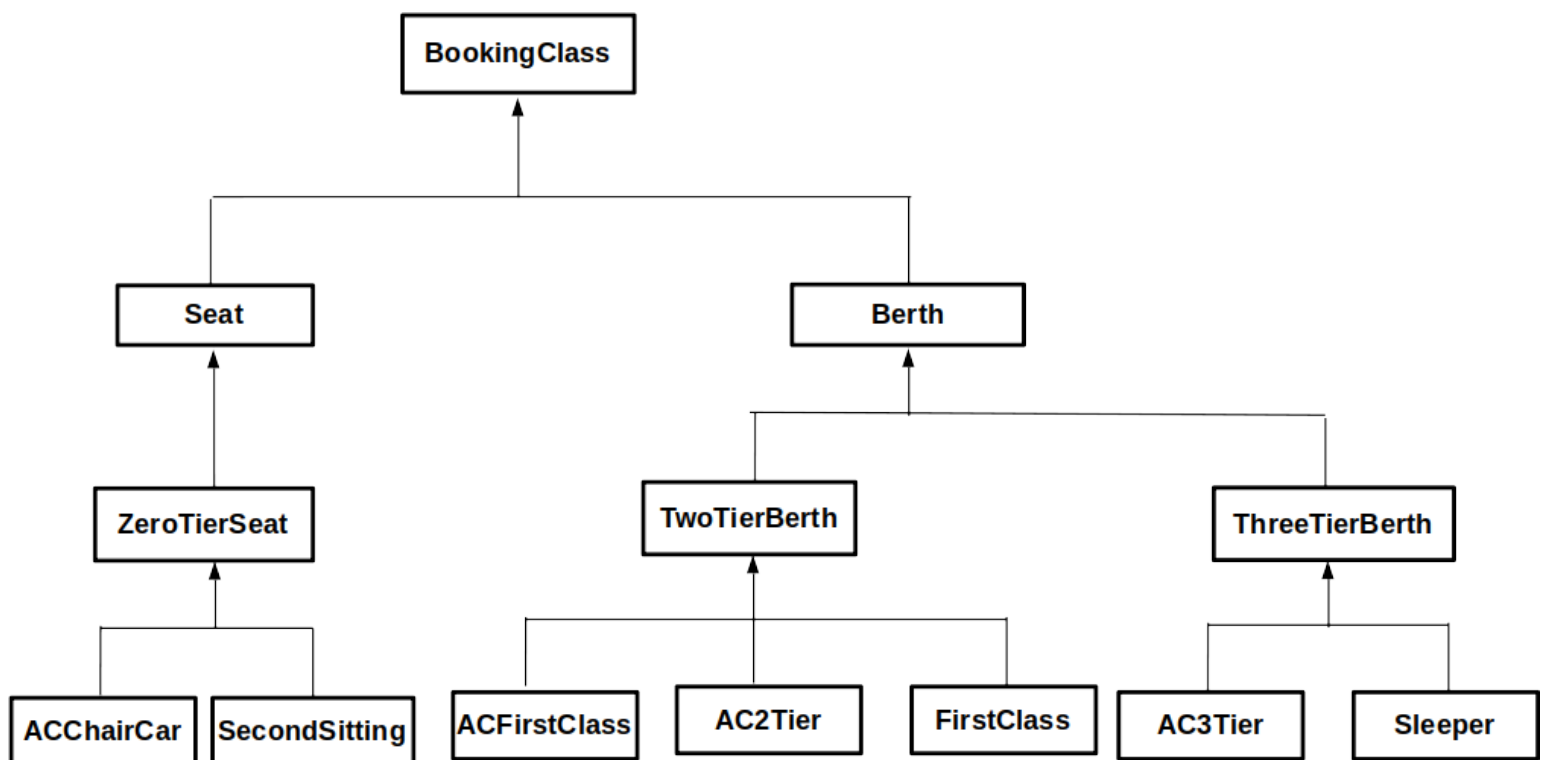 BookingClass
Seat
Berth
ZeroTierSeat
TwoTierBerth
ThreeTierBerth
ACChairCar
SecondSitting
ACFirstClass
AC2Tier
FirstClass
AC3Tier
Sleeper